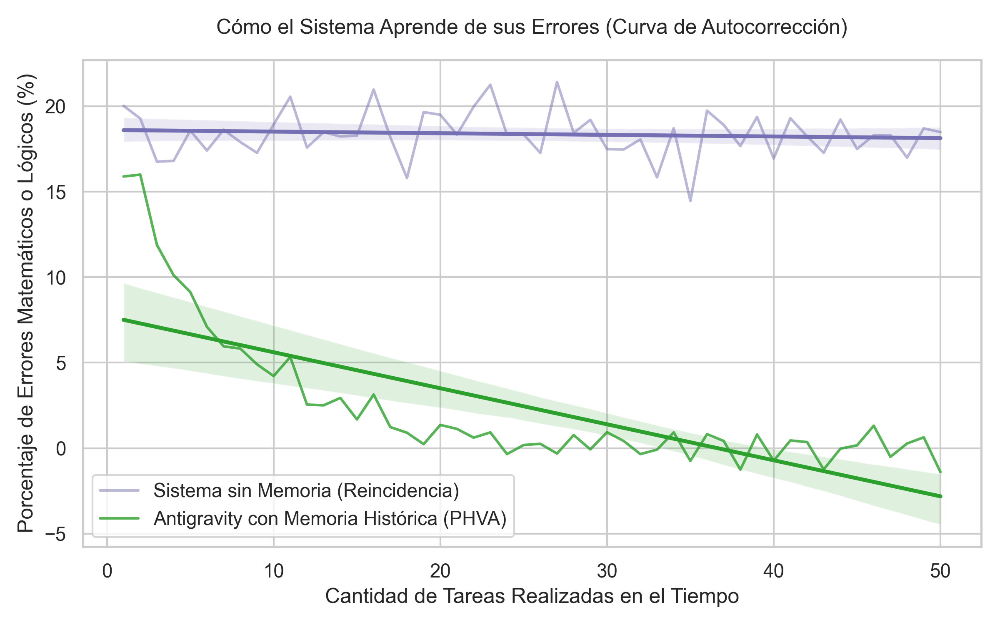 Cómo el Sistema Aprende de sus Errores (Curva de Autocorrección)
Porcentaje de Errores Matemáticos o Lógicos (%)
20
15
10
5
0
−5
Sistema sin Memoria (Reincidencia)
Antigravity con Memoria Histórica (PHVA)
0
10
20
30
40
50
Cantidad de Tareas Realizadas en el Tiempo